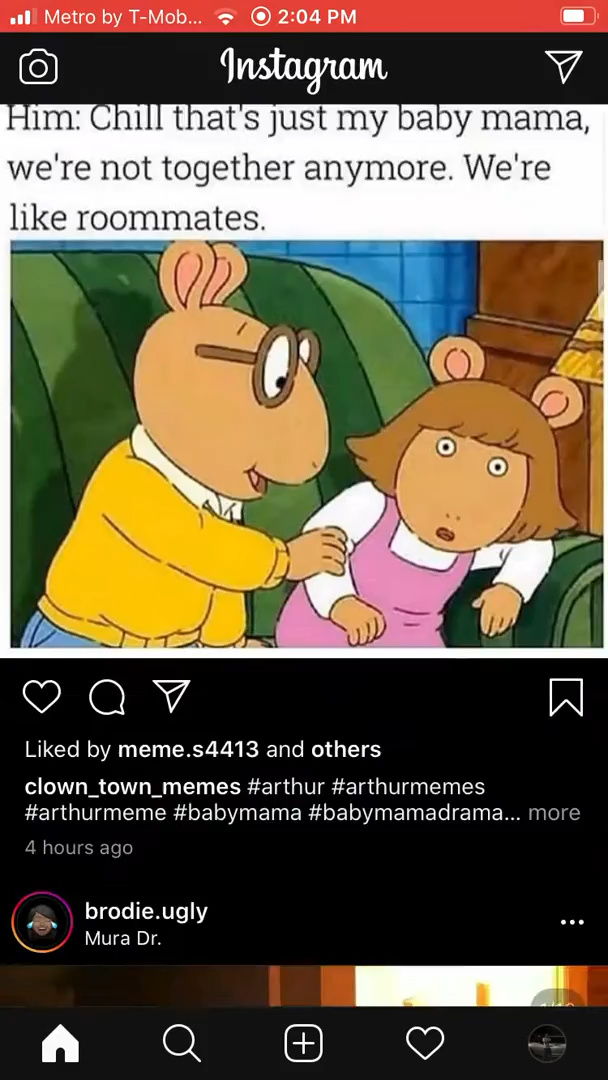 Metro by T-Mob... 2:04 PM
Instagram
Him: Chill that's just my baby mama,
we're not together anymore. We're
like roommates.
Liked by meme.s4413 and others
clown_town_memes #arthur #arthurmemes
#arthurmeme #babymama #babymamadrama... more
4 hours ago
brodie.ugly
Mura Dr.